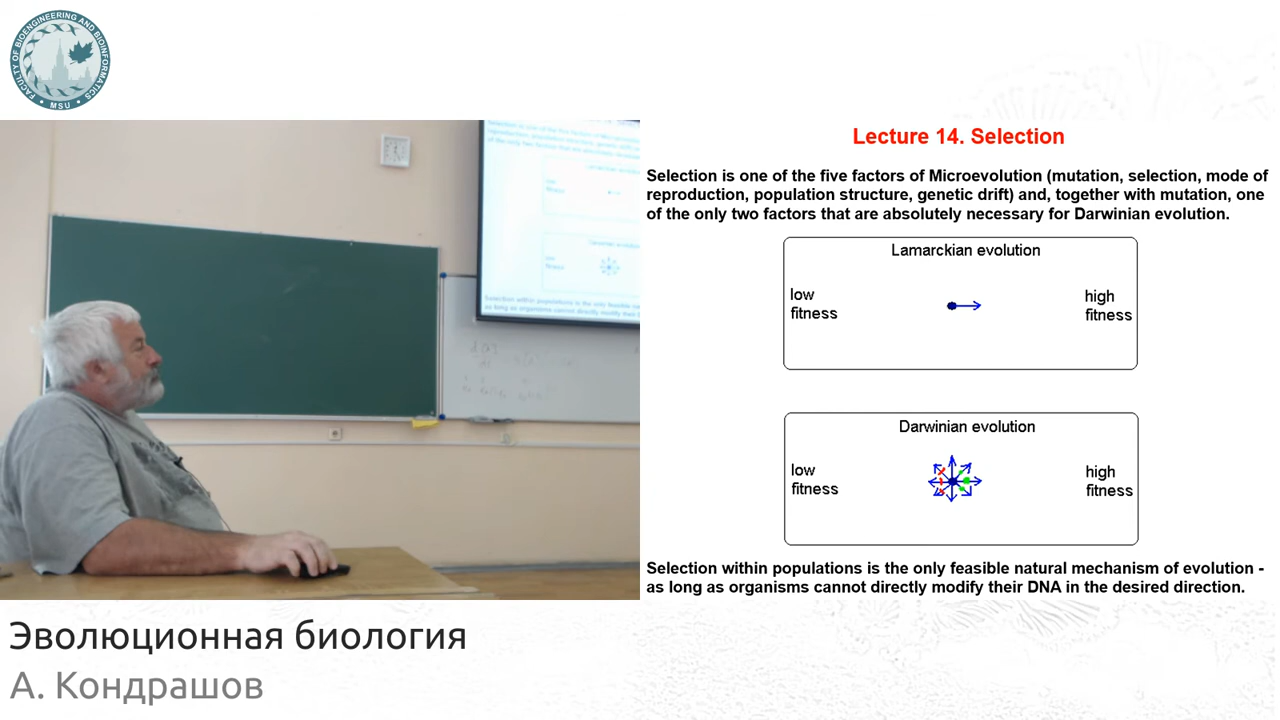 FACULTY OF BIOENGINEERING AND BIOINFORMATICS
• MSU •
Lecture 14. Selection
Selection is one of the five factors of Microevolution (mutation, selection, mode of
reproduction, population structure, genetic drift) and, together with mutation, one
of the only two factors that are absolutely necessary for Darwinian evolution.
Lamarckian evolution
low
fitness
high
fitness
Darwinian evolution
low
fitness
high
fitness
Selection within populations is the only feasible natural mechanism of evolution -
as long as organisms cannot directly modify their DNA in the desired direction.
Эволюционная биология
А. Кондрашов